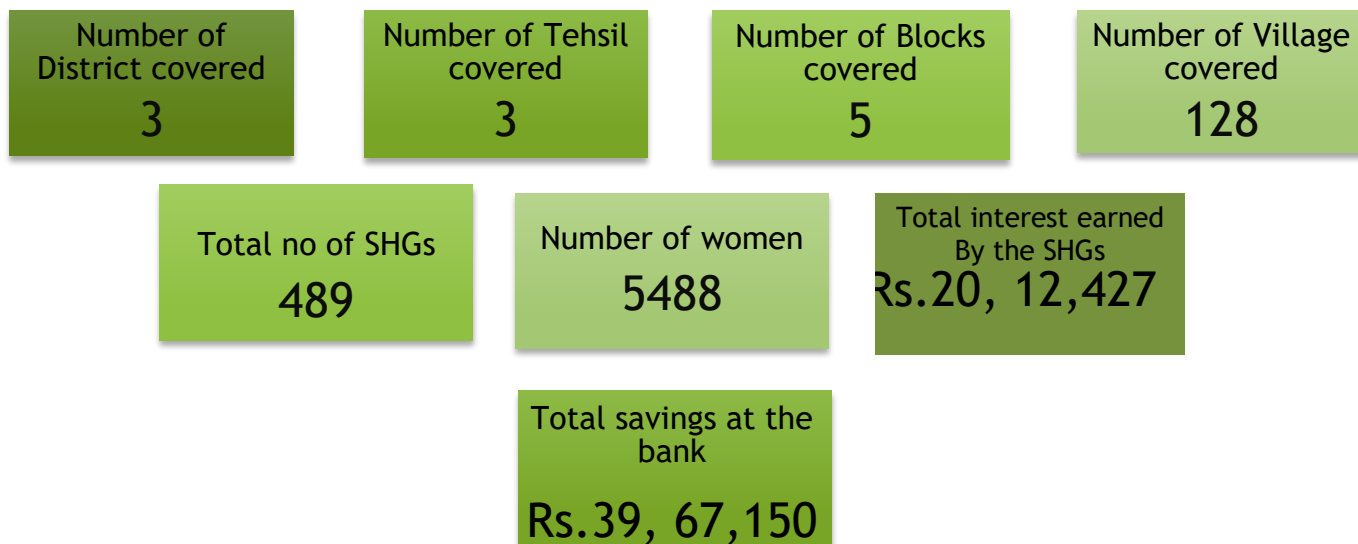 Number of
District covered
3
Number of Tehsil
covered
3
Number of Blocks
covered
5
Number of Village
covered
128
Total no of SHGs
489
Number of women
5488
Total interest earned
By the SHGs
Rs.20, 12,427
Total savings at the
bank
Rs.39, 67,150